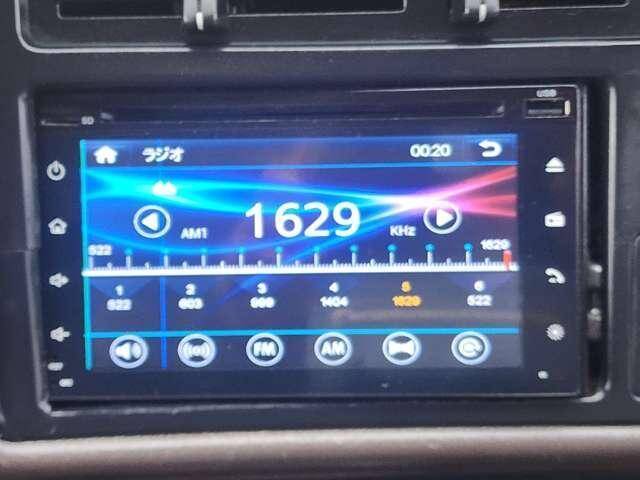 USB
SD
ラジオ 00:20
AM1 1629 KHz
522 1629
1 2 3 4 5 6
522 603 999 1404 1629 522
FM AM